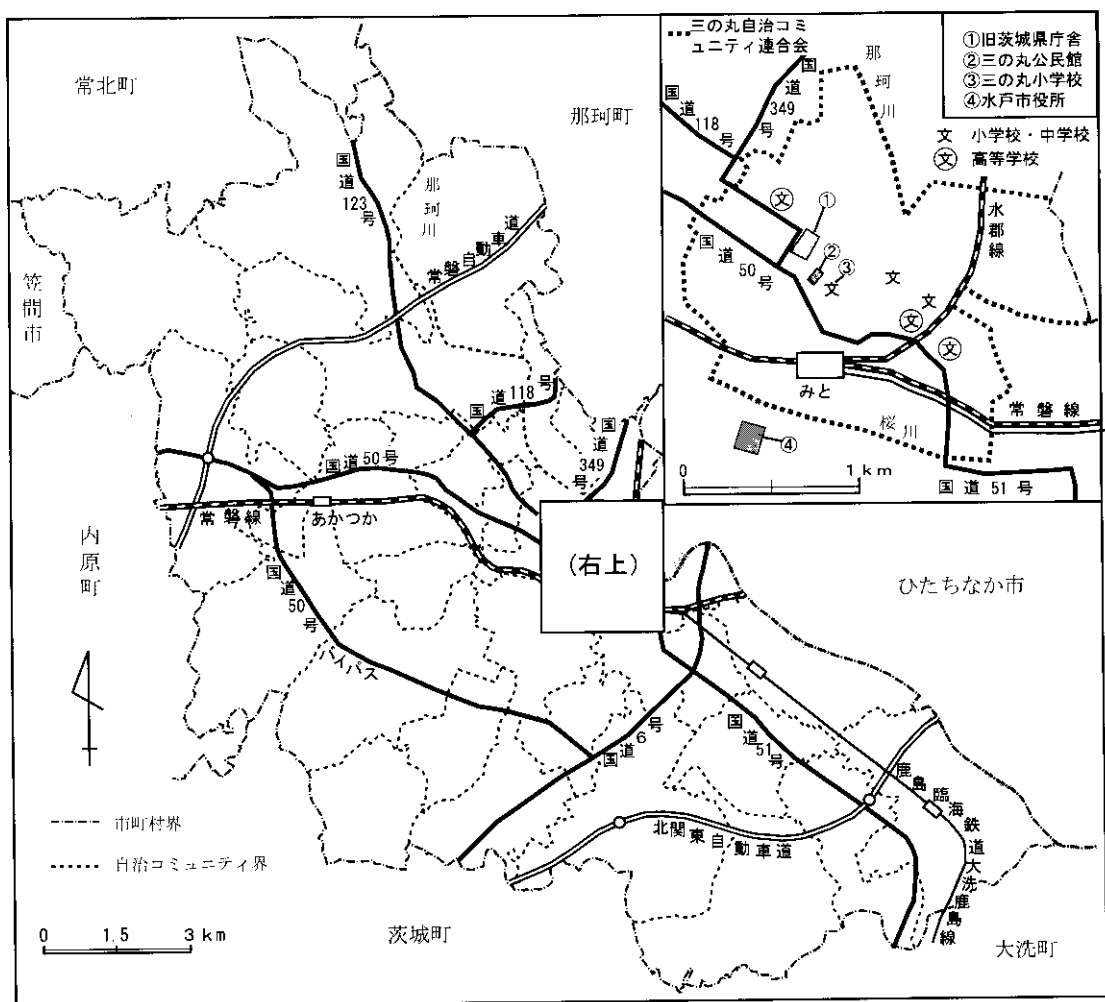 常北町
那珂町
笠間市
内原町
国道123号
那珂川
常磐自動車道
国道118号
国道50号
国道349号
常磐線
あかつか
国道50号バイパス
(右上)
ひたちなか市
国道6号
国道51号
鹿島臨海鉄道大洗鹿島線
北関東自動車道
茨城町
大洗町
市町村界
自治コミュニティ界
0 1.5 3 km
三の丸自治コミ
ュニティ連合会
①旧茨城県庁舎
②三の丸公民館
③三の丸小学校
④水戸市役所
文 小学校・中学校
文 高等学校
国道118号
国道349号
那珂川
水郡線
文
①
②
③
文
国道50号
文
文
文
文
みと
常磐線
桜川
④
0 1 km
国道51号